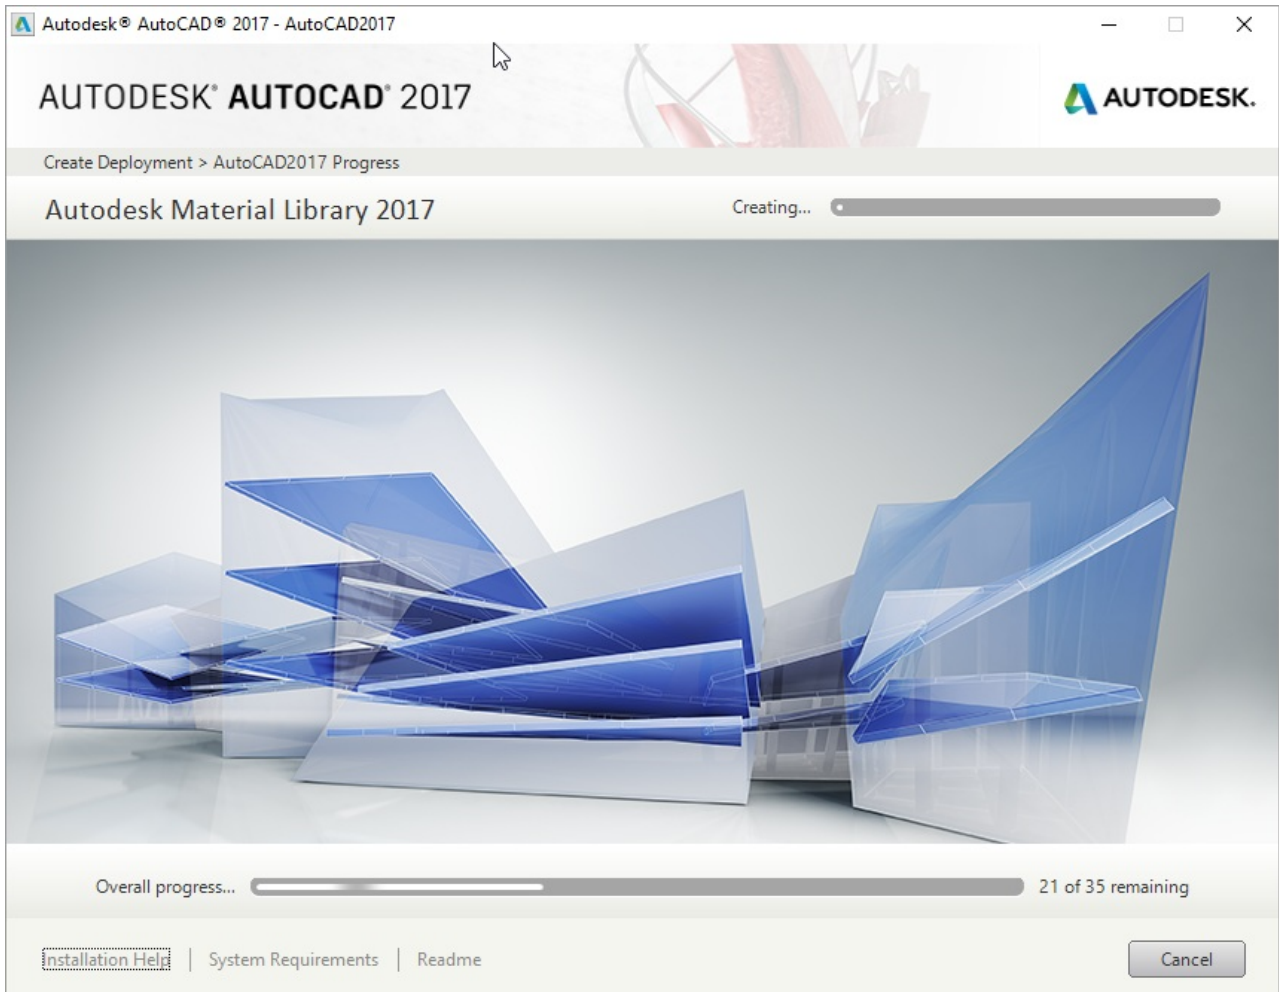 Autodesk® AutoCAD® 2017 - AutoCAD2017
AUTODESK® AUTOCAD® 2017
AUTODESK.
Create Deployment > AutoCAD2017 Progress
Autodesk Material Library 2017
Creating...
Overall progress...
21 of 35 remaining
Installation Help | System Requirements | Readme
Cancel